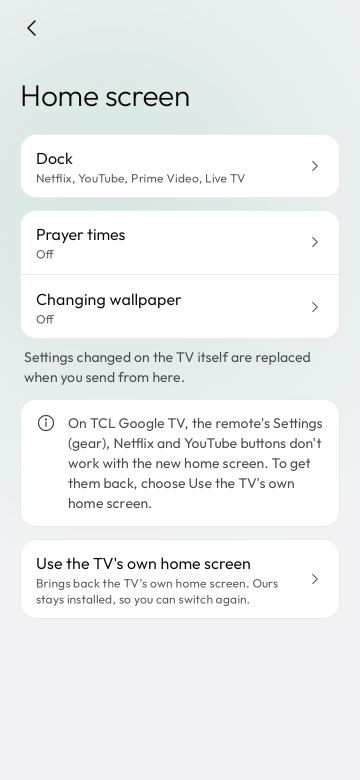 Home screen
Dock
Netflix, YouTube, Prime Video, Live TV
Prayer times
Off
Changing wallpaper
Off
Settings changed on the TV itself are replaced
when you send from here.
On TCL Google TV, the remote's Settings
(gear), Netflix and YouTube buttons don't
work with the new home screen. To get
them back, choose Use the TV's own
home screen.
Use the TV's own home screen
Brings back the TV's own home screen. Ours
stays installed, so you can switch again.